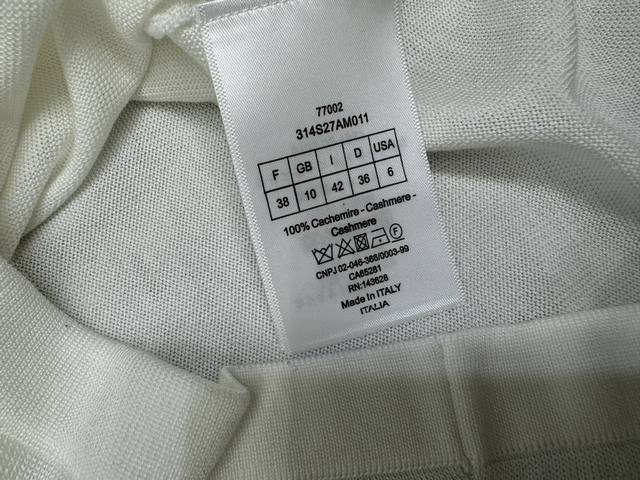 77002
314S27AM011
F GB I D USA
38 10 42 36 6
100% Cachemire - Cashmere -
Cashmere
F
CNPJ 02-046-366/0003-99
CA65281
RN:143626
Made In ITALY
ITALIA